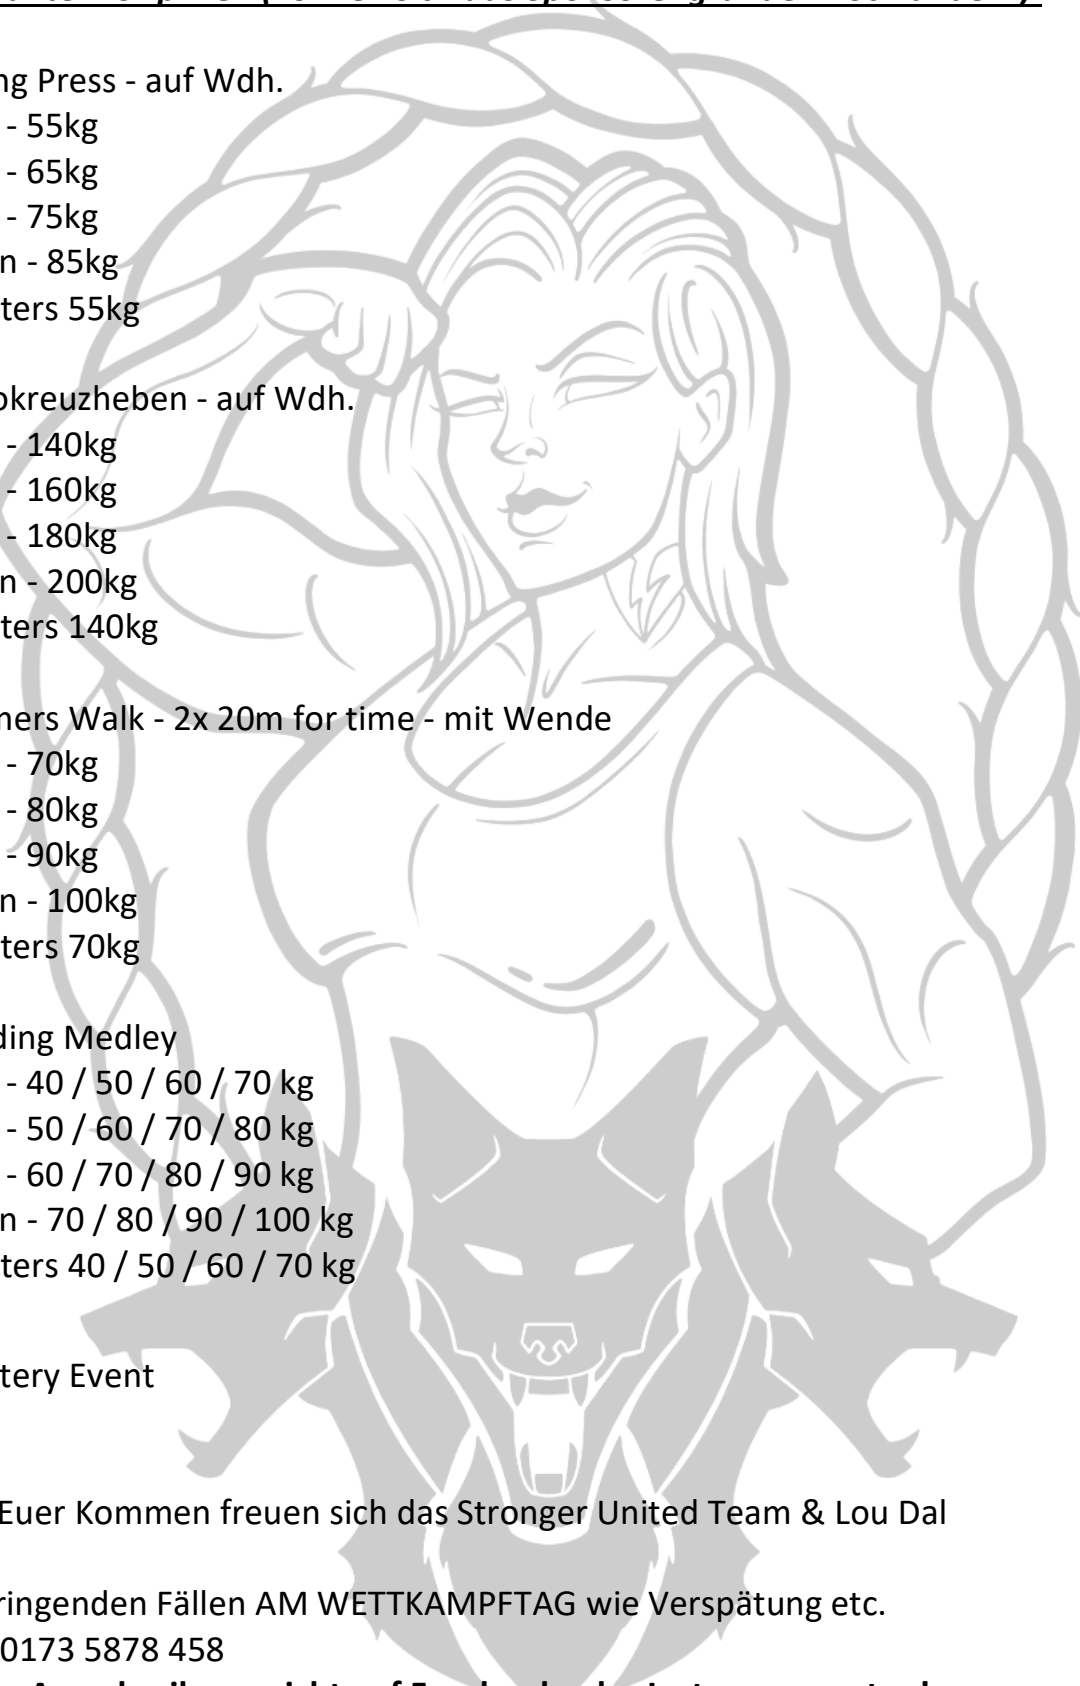 ng Press - auf Wdh.
- 55kg
- 65kg
- 75kg
n - 85kg
ters 55kg
okreuzheben - auf Wdh.
- 140kg
- 160kg
- 180kg
n - 200kg
ters 140kg
ners Walk - 2x 20m for time - mit Wende
- 70kg
- 80kg
- 90kg
n - 100kg
ters 70kg
ding Medley
- 40 / 50 / 60 / 70 kg
- 50 / 60 / 70 / 80 kg
- 60 / 70 / 80 / 90 kg
n - 70 / 80 / 90 / 100 kg
ters 40 / 50 / 60 / 70 kg
tery Event
Euer Kommen freuen sich das Stronger United Team & Lou Dal
ringenden Fällen AM WETTKAMPFTAG wie Verspätung etc.
0173 5878 458